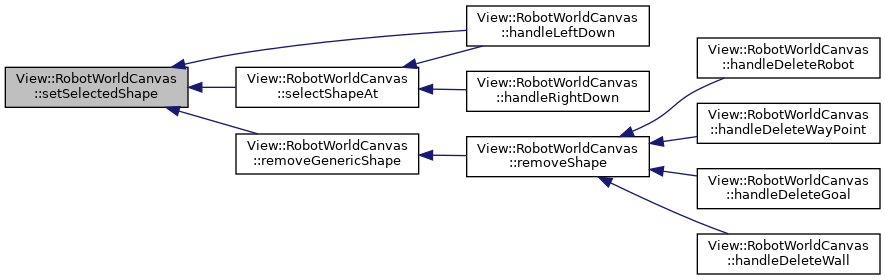 View::RobotWorldCanvas
::setSelectedShape
View::RobotWorldCanvas
::handleLeftDown
View::RobotWorldCanvas
::selectShapeAt
View::RobotWorldCanvas
::handleRightDown
View::RobotWorldCanvas
::removeGenericShape
View::RobotWorldCanvas
::removeShape
View::RobotWorldCanvas
::handleDeleteRobot
View::RobotWorldCanvas
::handleDeleteWayPoint
View::RobotWorldCanvas
::handleDeleteGoal
View::RobotWorldCanvas
::handleDeleteWall